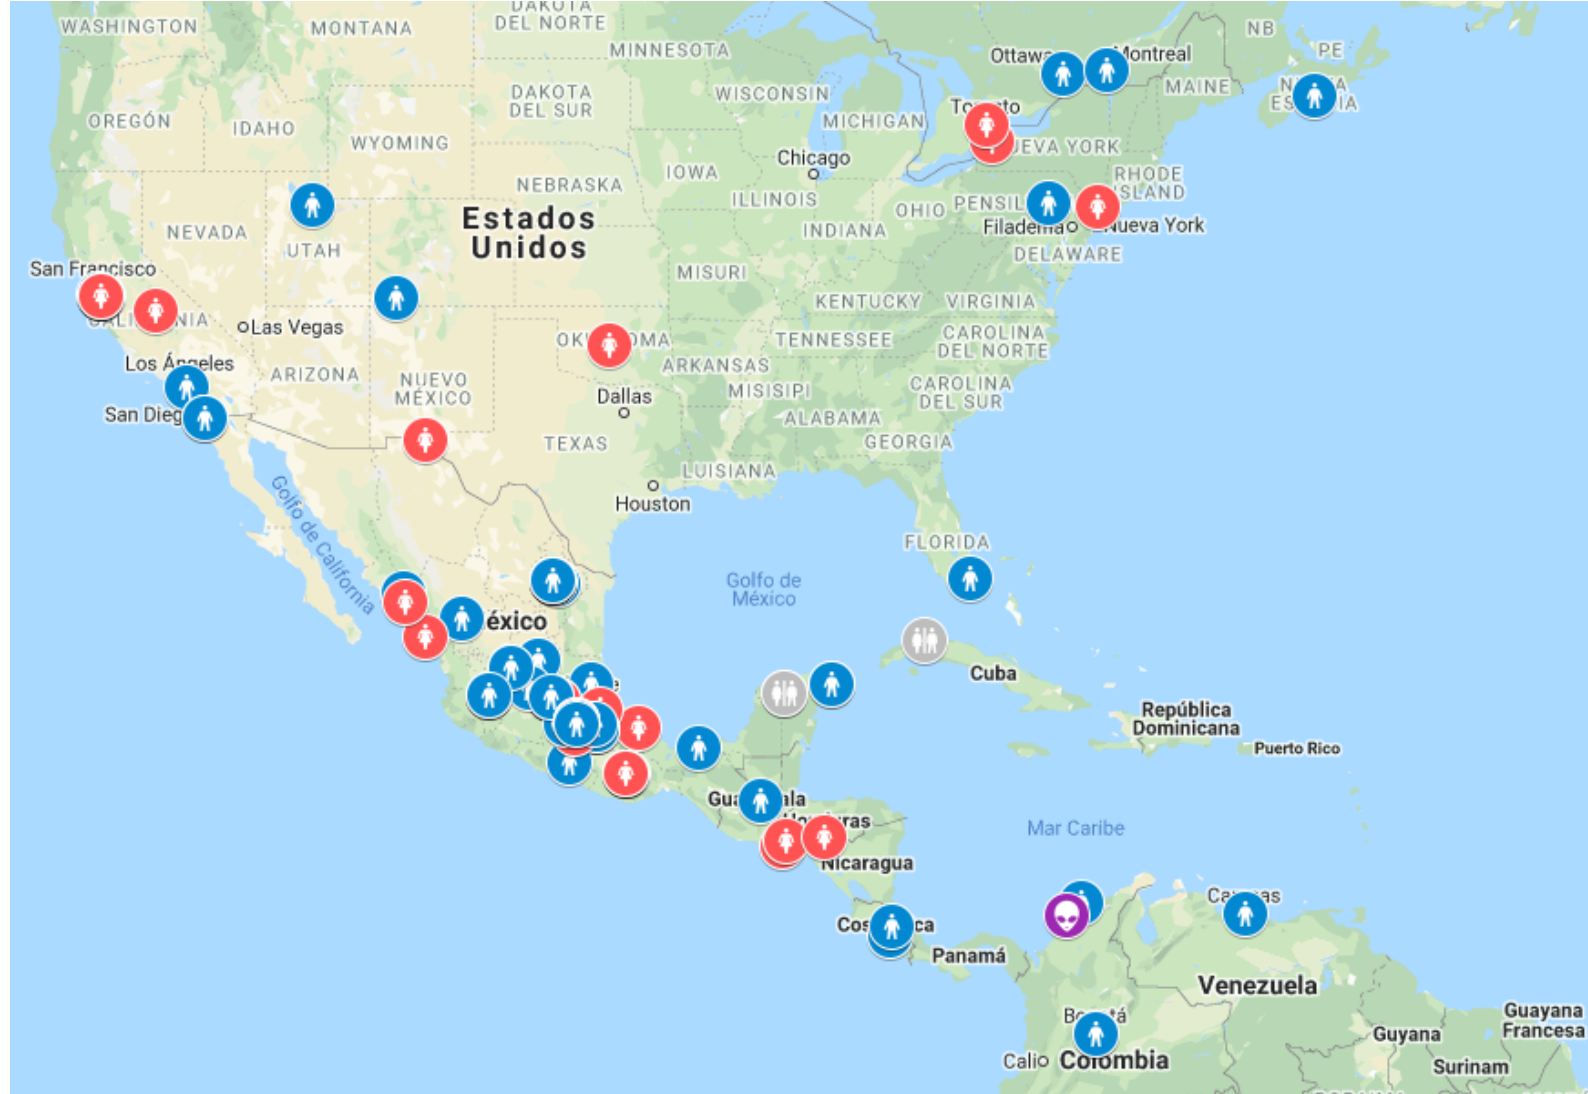 DAKOTA
DEL NORTE
WASHINGTON
MONTANA
MINNESOTA
NB
PE
Ottawa
Montreal
MAINE
DAKOTA
DEL SUR
WISCONSIN
OREGÓN
IDAHO
WYOMING
MICHIGAN
Chicago
IOWA
NEBRASKA
ILLINOIS
OHIO
RHODE
ISLAND
Estados
Unidos
NEVADA
UTAH
INDIANA
Nueva York
DELAWARE
San Francisco
MISURI
KENTUCKY
VIRGINIA
Las Vegas
TENNESSEE
CAROLINA
DEL NORTE
Los Ángeles
ARIZONA
NUEVO
MÉXICO
ARKANSAS
Dallas
MISISIPI
CAROLINA
DEL SUR
San Dieg
ALABAMA
TEXAS
GEORGIA
LUISIANA
Houston
Golfo de California
FLORIDA
Golfo de
México
éxico
Cuba
República
Dominicana
Puerto Rico
Mar Caribe
Nicaragua
Panamá
Venezuela
Guayana
Francesa
Guyana
Surinam
Cali
Colombia